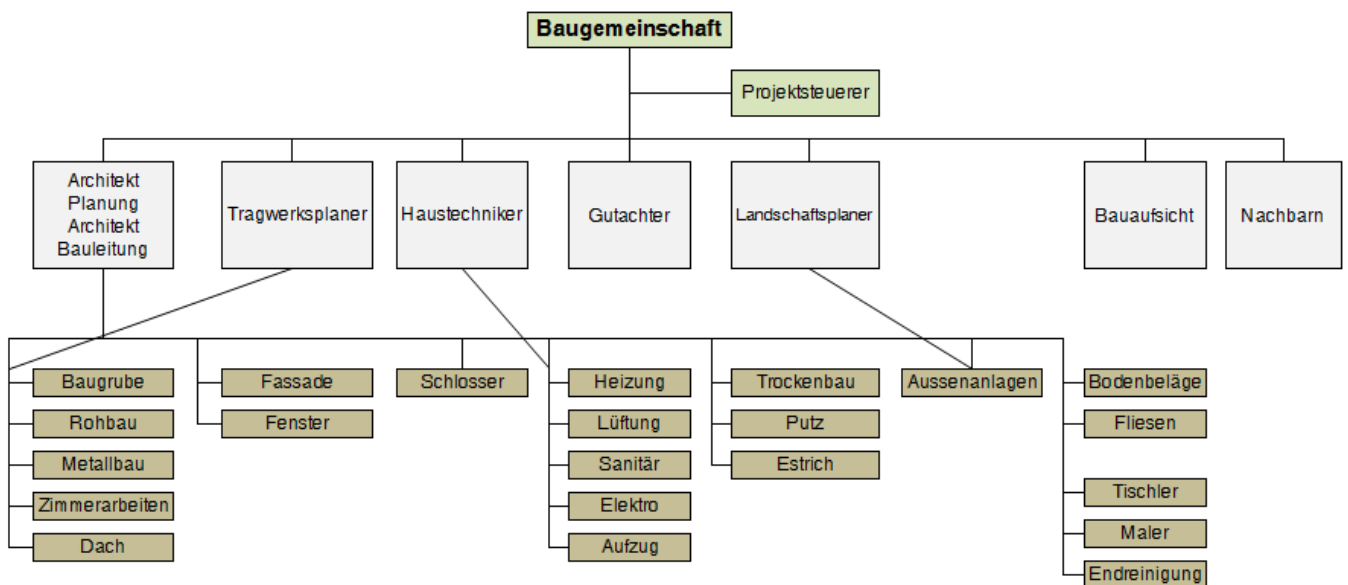 Baugemeinschaft
Projektsteuerer
Architekt
Planung
Architekt
Bauleitung
Tragwerksplaner
Haustechniker
Gutachter
Landschaftsplaner
Bauaufsicht
Nachbarn
Baugrube
Rohbau
Metallbau
Zimmerarbeiten
Dach
Fassade
Fenster
Schlosser
Heizung
Lüftung
Sanitär
Elektro
Aufzug
Trockenbau
Putz
Estrich
Aussenanlagen
Bodenbeläge
Fliesen
Tischler
Maler
Endreinigung